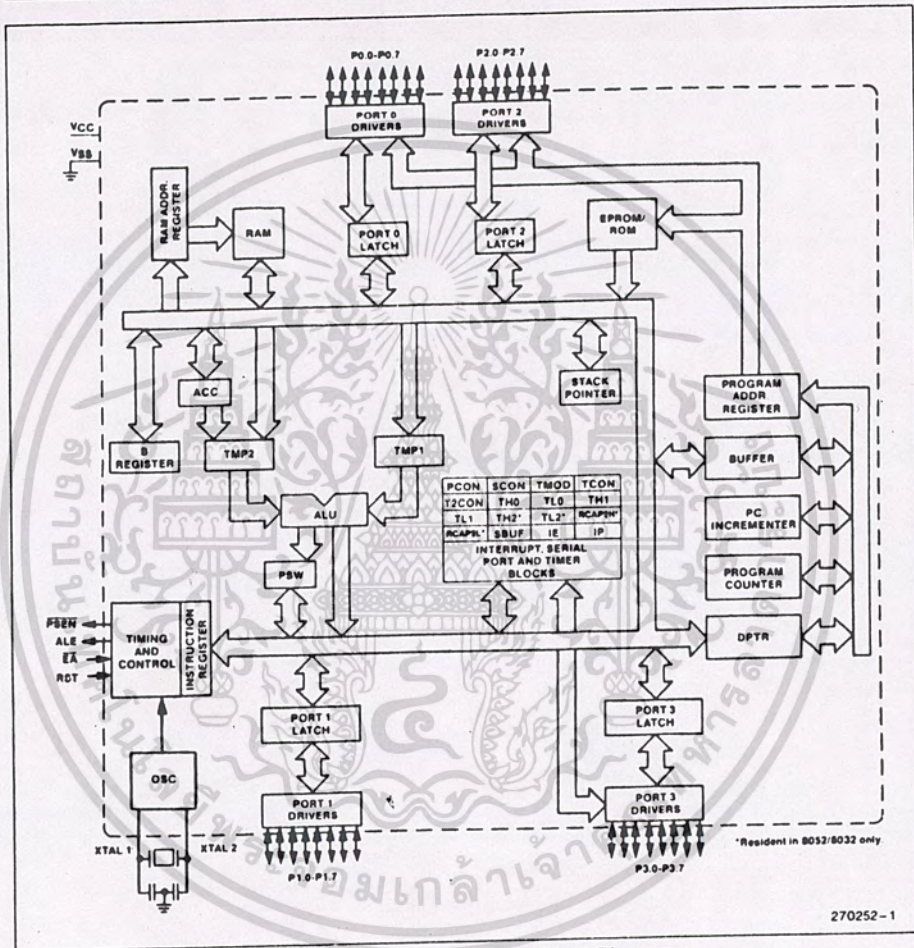 P0.0-P0.7
P2.0 P2.7
VCC
VSS
PORT 0
DRIVERS
PORT 2
DRIVERS
RAM ADDR.
REGISTER
RAM
PORT 0
LATCH
PORT 2
LATCH
EPROM/
ROM
B
REGISTER
ACC
TMP2
TMP1
ALU
PSW
STACK
POINTER
PROGRAM
ADDR
REGISTER
BUFFER
PC
INCREMENTER
PROGRAM
COUNTER
DPTR
PCON SCON TMOD TCON
T2CON TH0 TL0 TH1
TL1 TH2* TL2* RCAP2H*
RCAP2L* SBUF IE IP
INTERRUPT, SERIAL
PORT AND TIMER
BLOCKS
PSEN
ALE
EA
RST
TIMING
AND
CONTROL
INSTRUCTION
REGISTER
OSC
XTAL 1
XTAL 2
PORT 1
LATCH
PORT 1
DRIVERS
P1.0-P1.7
PORT 3
LATCH
PORT 3
DRIVERS
P3.0-P3.7
*Resident in 8052/8032 only.
270252-1